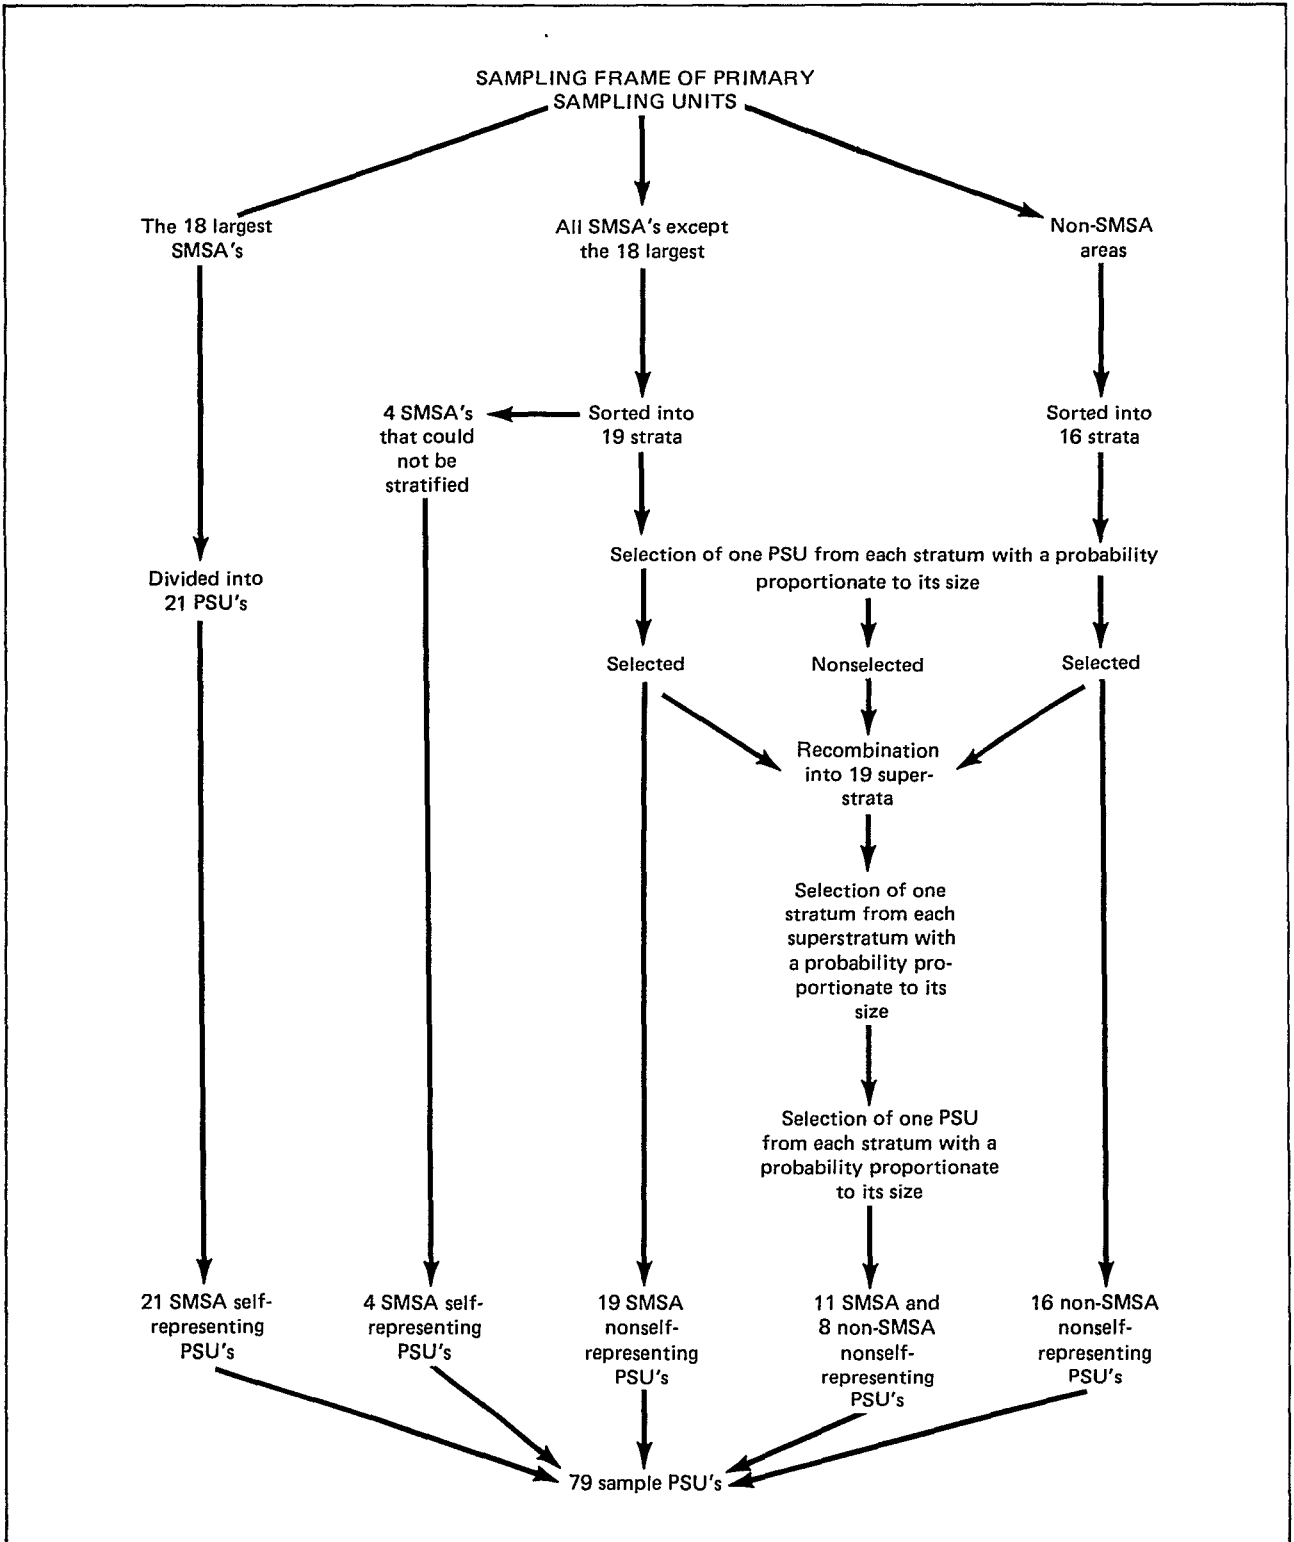 SAMPLING FRAME OF PRIMARY
SAMPLING UNITS
The 18 largest
SMSA's
All SMSA's except
the 18 largest
Non-SMSA
areas
4 SMSA's
that could
not be
stratified
Sorted into
19 strata
Sorted into
16 strata
Divided into
21 PSU's
Selection of one PSU from each stratum with a probability
proportionate to its size
Selected
Nonselected
Selected
Recombination
into 19 super-
strata
Selection of one
stratum from each
superstratum with
a probability pro-
portionate to its
size
Selection of one PSU
from each stratum with a
probability proportionate
to its size
21 SMSA self-
representing
PSU's
4 SMSA self-
representing
PSU's
19 SMSA
nonself-
representing
PSU's
11 SMSA and
8 non-SMSA
nonself-
representing
PSU's
16 non-SMSA
nonself-
representing
PSU's
79 sample PSU's